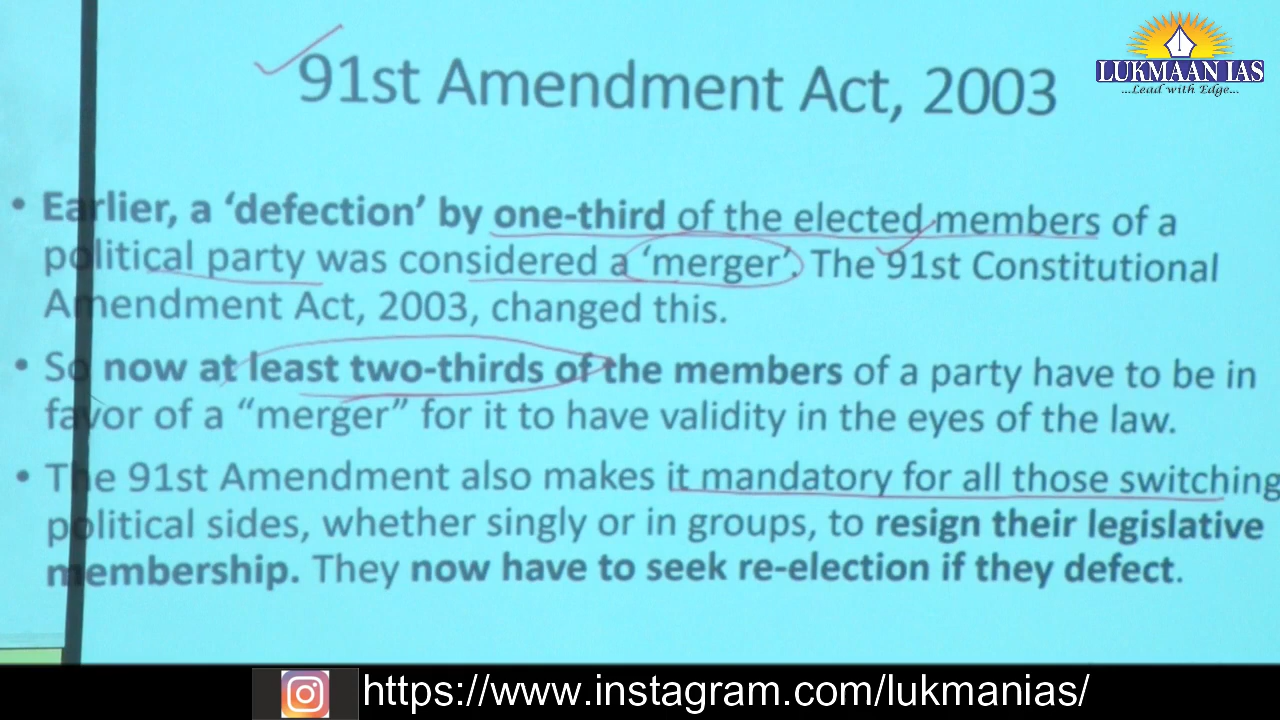 LUKMAAN IAS
...Lead with Edge...
91st Amendment Act, 2003
• Earlier, a ‘defection’ by one-third of the elected members of a
political party was considered a ‘merger’. The 91st Constitutional
Amendment Act, 2003, changed this.
• So now at least two-thirds of the members of a party have to be in
favor of a “merger” for it to have validity in the eyes of the law.
• The 91st Amendment also makes it mandatory for all those switching
political sides, whether singly or in groups, to resign their legislative
membership. They now have to seek re-election if they defect.
https://www.instagram.com/lukmanias/